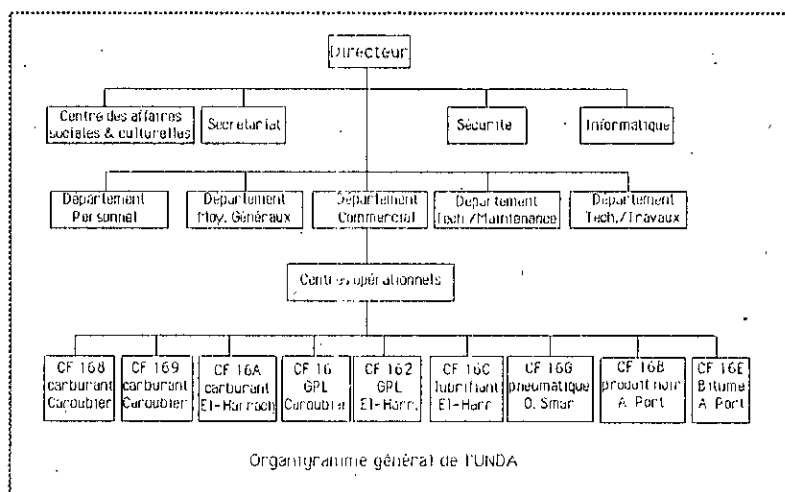 Directeur
Centre des affaires
sociales & culturelles
Secrétariat
Sécurité
Informatique
Département
Personnel
Département
Moy. Généraux
Département
Commercial
Département
Tech./Maintenance
Département
Tech./Travaux
Centres opérationnels
CF 168
carburant
Caroubier
CF 169
carburant
Caroubier
CF 16A
carburant
El-Harrach
CF 16
GPL
Caroubier
CF 162
GPL
El-Harr.
CF 16C
lubrifiant
El-Harr
CF 16G
pneumatique
O. Smar
CF 16B
produit noir
A. Port
CF 16E
Bitume
A. Port
Organigramme général de l'UNDA